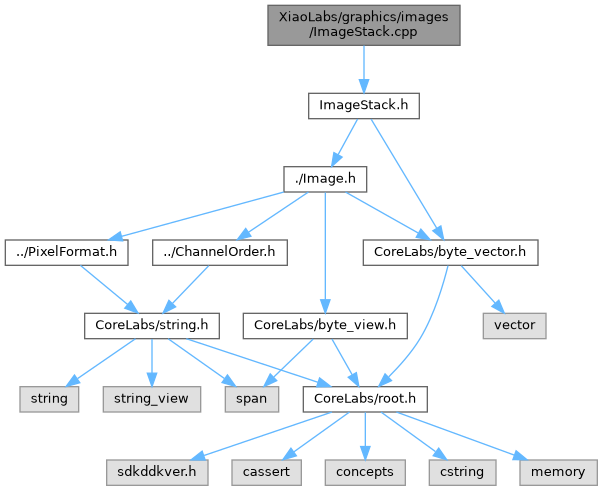 XiaoLabs/graphics/images
/ImageStack.cpp
ImageStack.h
./Image.h
../PixelFormat.h
../ChannelOrder.h
CoreLabs/byte_vector.h
CoreLabs/string.h
CoreLabs/byte_view.h
vector
string
string_view
span
CoreLabs/root.h
sdkddkver.h
cassert
concepts
cstring
memory